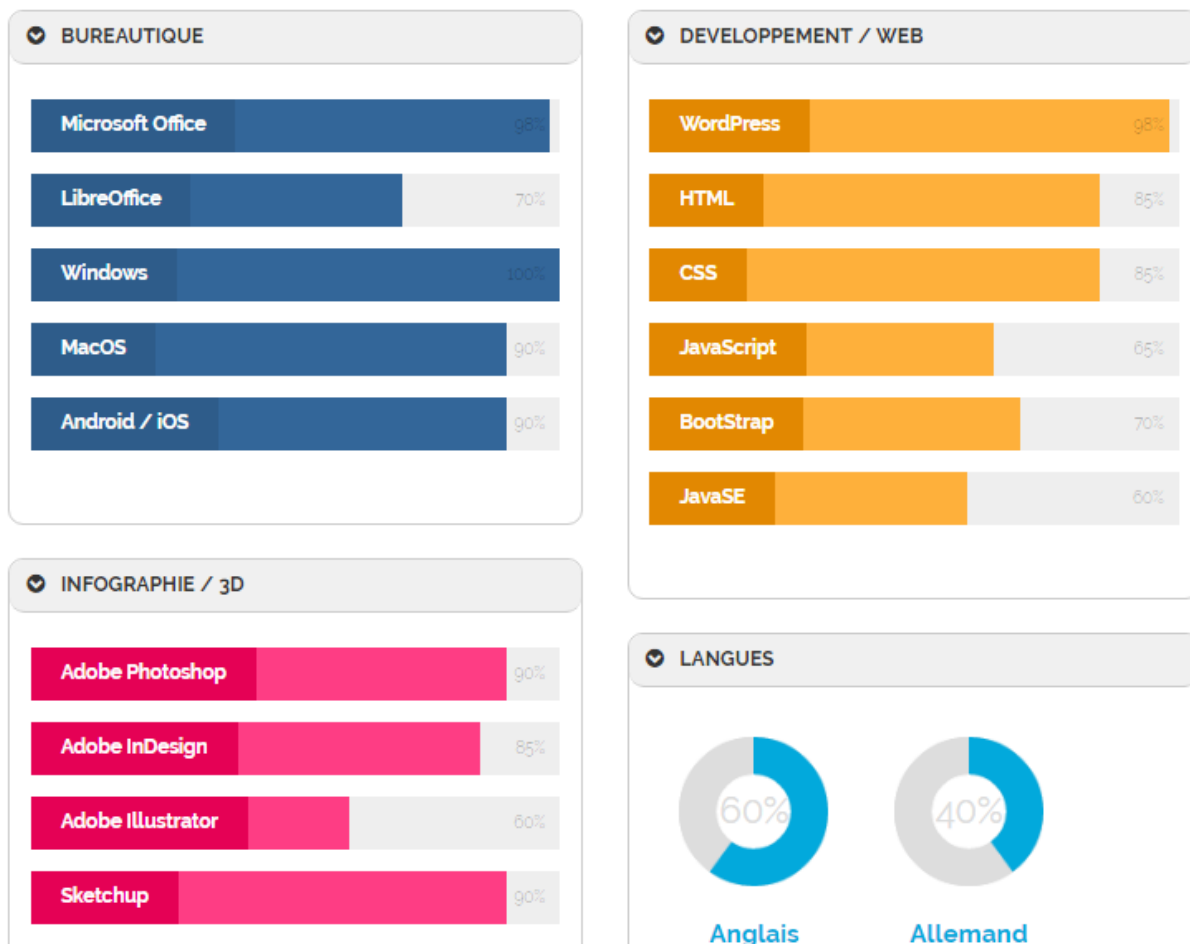 BUREAUTIQUE
Microsoft Office 98%
LibreOffice 70%
Windows 100%
MacOS 90%
Android / iOS 90%
INFOGRAPHIE / 3D
Adobe Photoshop 90%
Adobe InDesign 85%
Adobe Illustrator 60%
Sketchup 90%
DEVELOPPEMENT / WEB
WordPress 98%
HTML 85%
CSS 85%
JavaScript 65%
BootStrap 70%
JavaSE 60%
LANGUES
60% 40%
Anglais Allemand